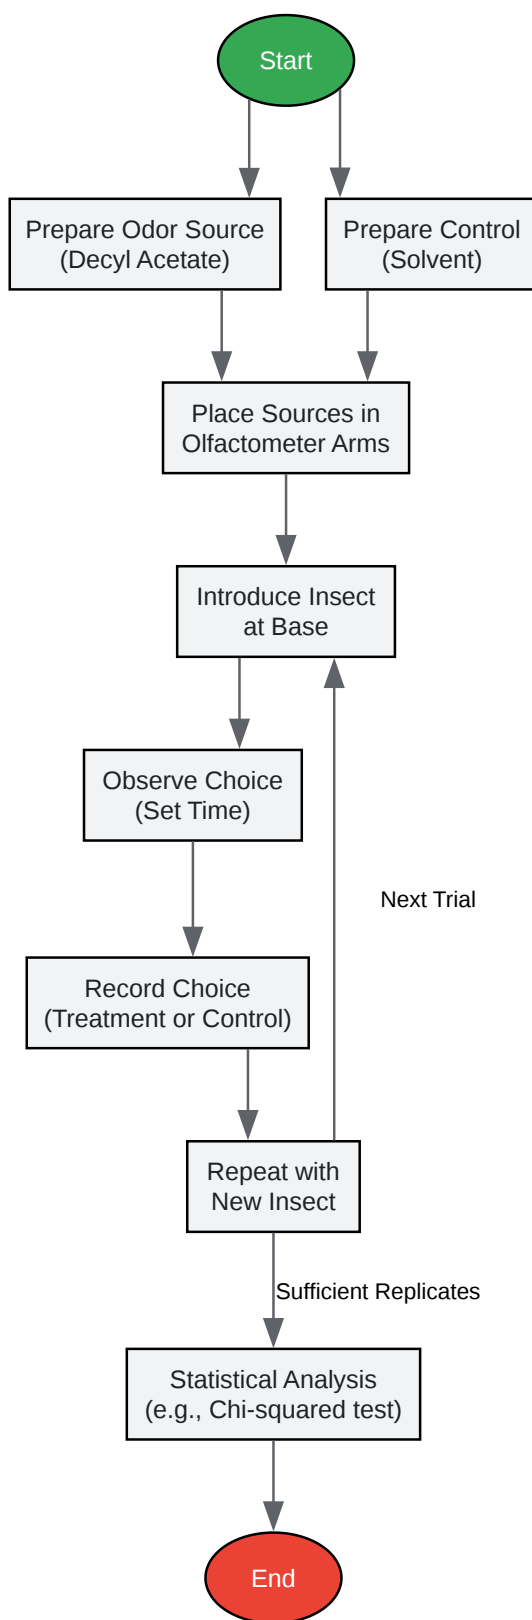 Start
Prepare Odor Source
(Decyl Acetate)
Prepare Control
(Solvent)
Place Sources in
Olfactometer Arms
Introduce Insect
at Base
Observe Choice
(Set Time)
Next Trial
Record Choice
(Treatment or Control)
Repeat with
New Insect
Sufficient Replicates
Statistical Analysis
(e.g., Chi-squared test)
End